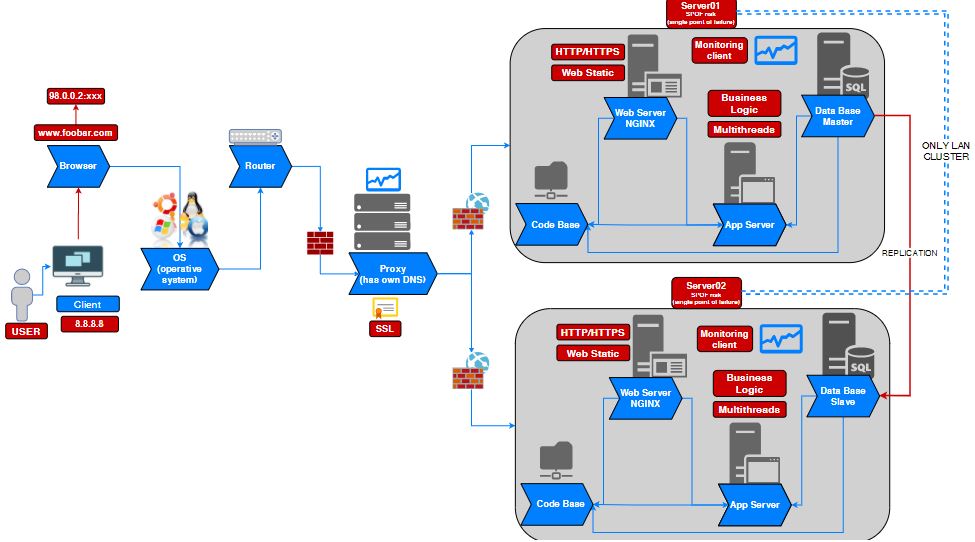 Server01
SPOF risk
(single point of failure)
HTTP/HTTPS
Web Static
Monitoring
client
SQL
Business
Logic
Multithreads
Web Server
NGINX
Data Base
Master
Code Base
App Server
98.0.0.2:xxx
www.foobar.com
Browser
Router
OS
(operative
system)
Proxy
(has own DNS)
SSL
USER
Client
8.8.8.8
ONLY LAN
CLUSTER
REPLICATION
Server02
SPOF risk
(single point of failure)
HTTP/HTTPS
Web Static
Monitoring
client
SQL
Business
Logic
Multithreads
Web Server
NGINX
Data Base
Slave
Code Base
App Server